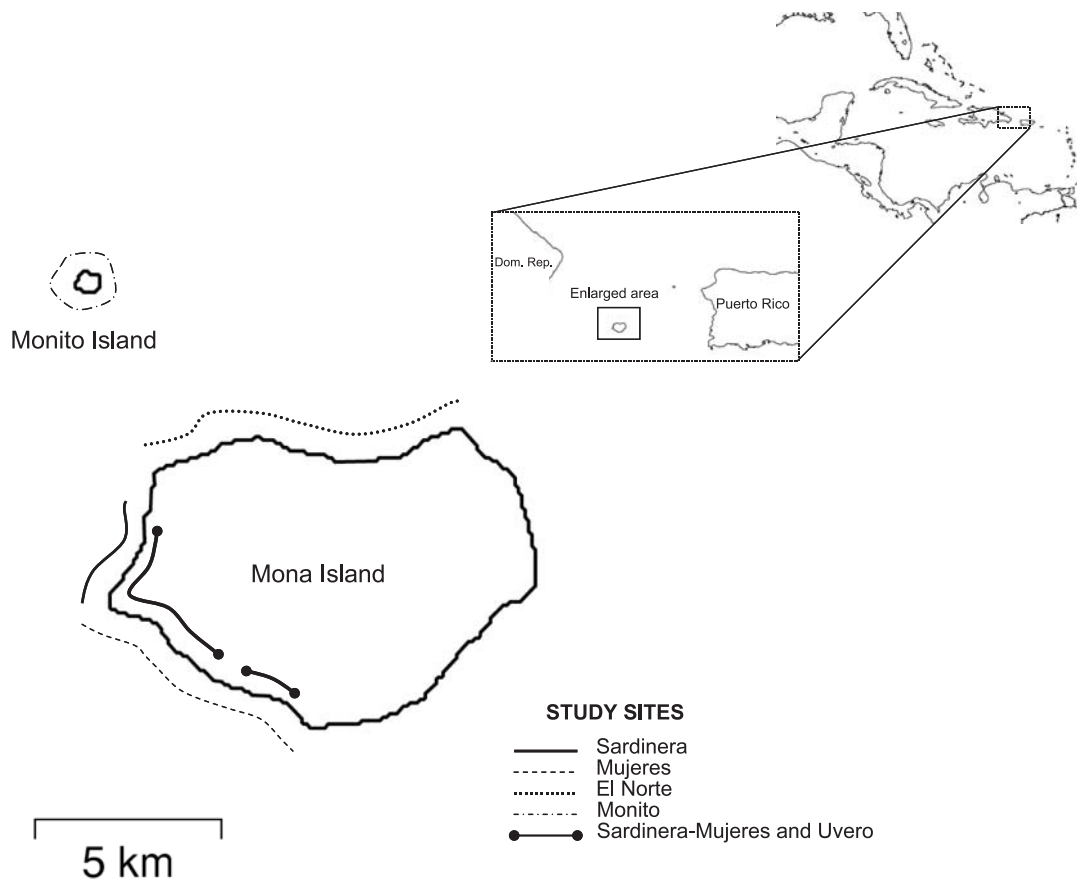 Dom. Rep.
Enlarged area
Puerto Rico
Monito Island
Mona Island
STUDY SITES
Sardinera
Mujeres
El Norte
Monito
Sardinera-Mujeres and Uvero
5 km